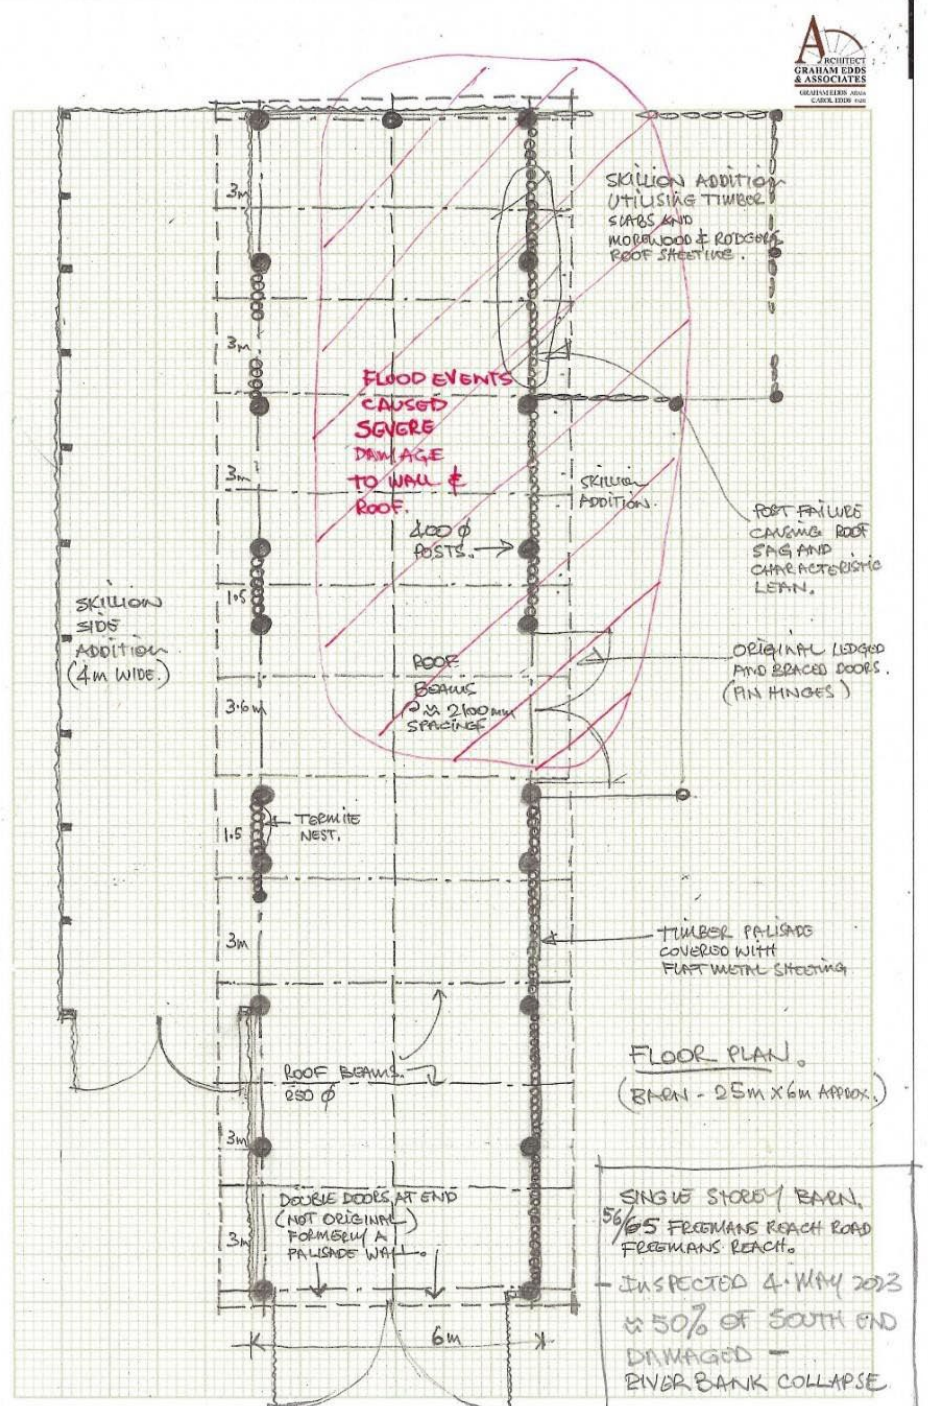 ARCHITECT
GRAHAM EDDS
& ASSOCIATES
GRAHAM EDDS
CAROL EDDS
3m
SKILLION ADDITION
UTILISING TIMBER
SLABS AND
MOREWOOD & RODGERS
ROOF SHEETING.
3m
FLOOD EVENTS
CAUSED
SEVERE
DAMAGE
TO WALL &
ROOF.
3m
SKILLION
ADDITION.
400 φ
POSTS.
POST FAILURE
CAUSING ROOF
SAG AND
CHARACTERISTIC
LEAN.
1.5
SKILLION
SIDE
ADDITION
(4m WIDE.)
ORIGINAL LEDGED
AND BRACED DOORS.
(PIN HINGES)
ROOF
BEAMS
@ ≈ 2100mm
SPACING
3.6m
TERMITE
NEST.
1.5
TIMBER PALISADE
COVERED WITH
FLAT METAL SHEETING
3m
FLOOR PLAN.
(BARN - 25m x 6m APPROX.)
ROOF BEAMS.
250 φ
3m
DOUBLE DOORS AT END
(NOT ORIGINAL)
FORMERLY A
PALISADE WALL.
3m
6m
SINGLE STOREY BARN.
56/65 FREEMANS REACH ROAD
FREEMANS REACH.
- INSPECTED 4. MAY 2023
≈ 50% OF SOUTH END
DAMAGED -
RIVER BANK COLLAPSE